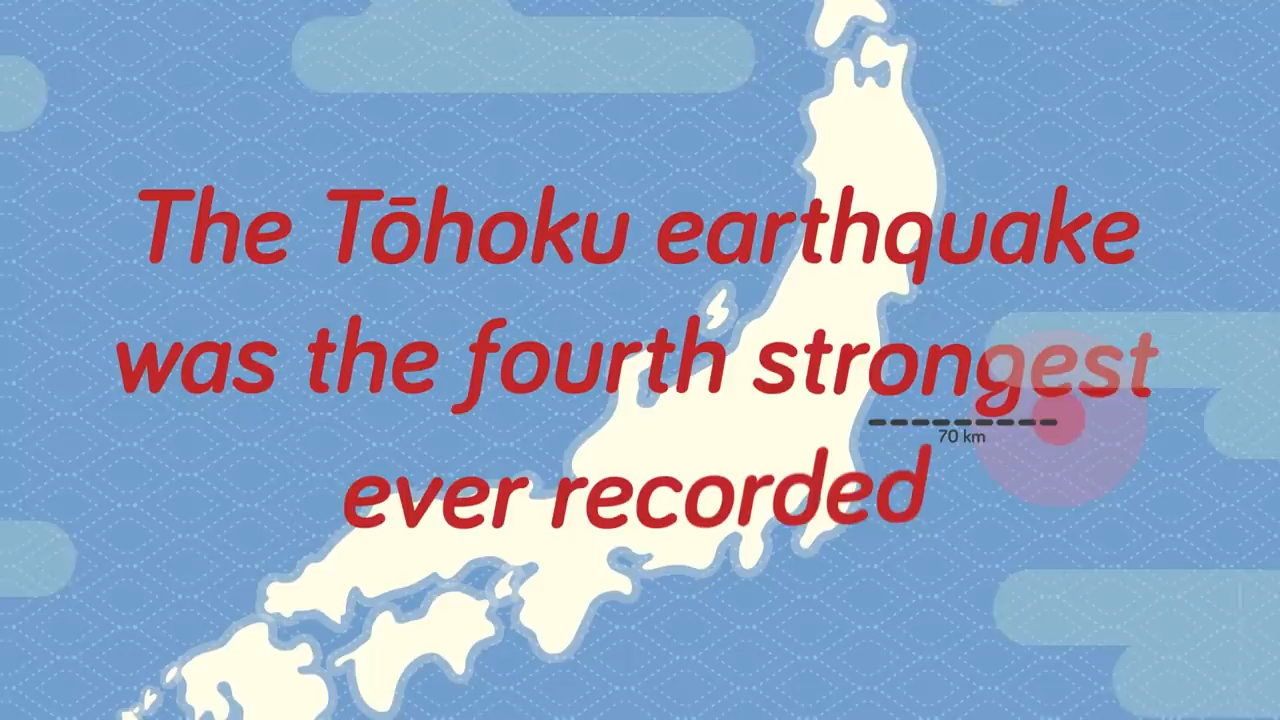 The Tōhoku earthquake
was the fourth strongest
70 km
ever recorded